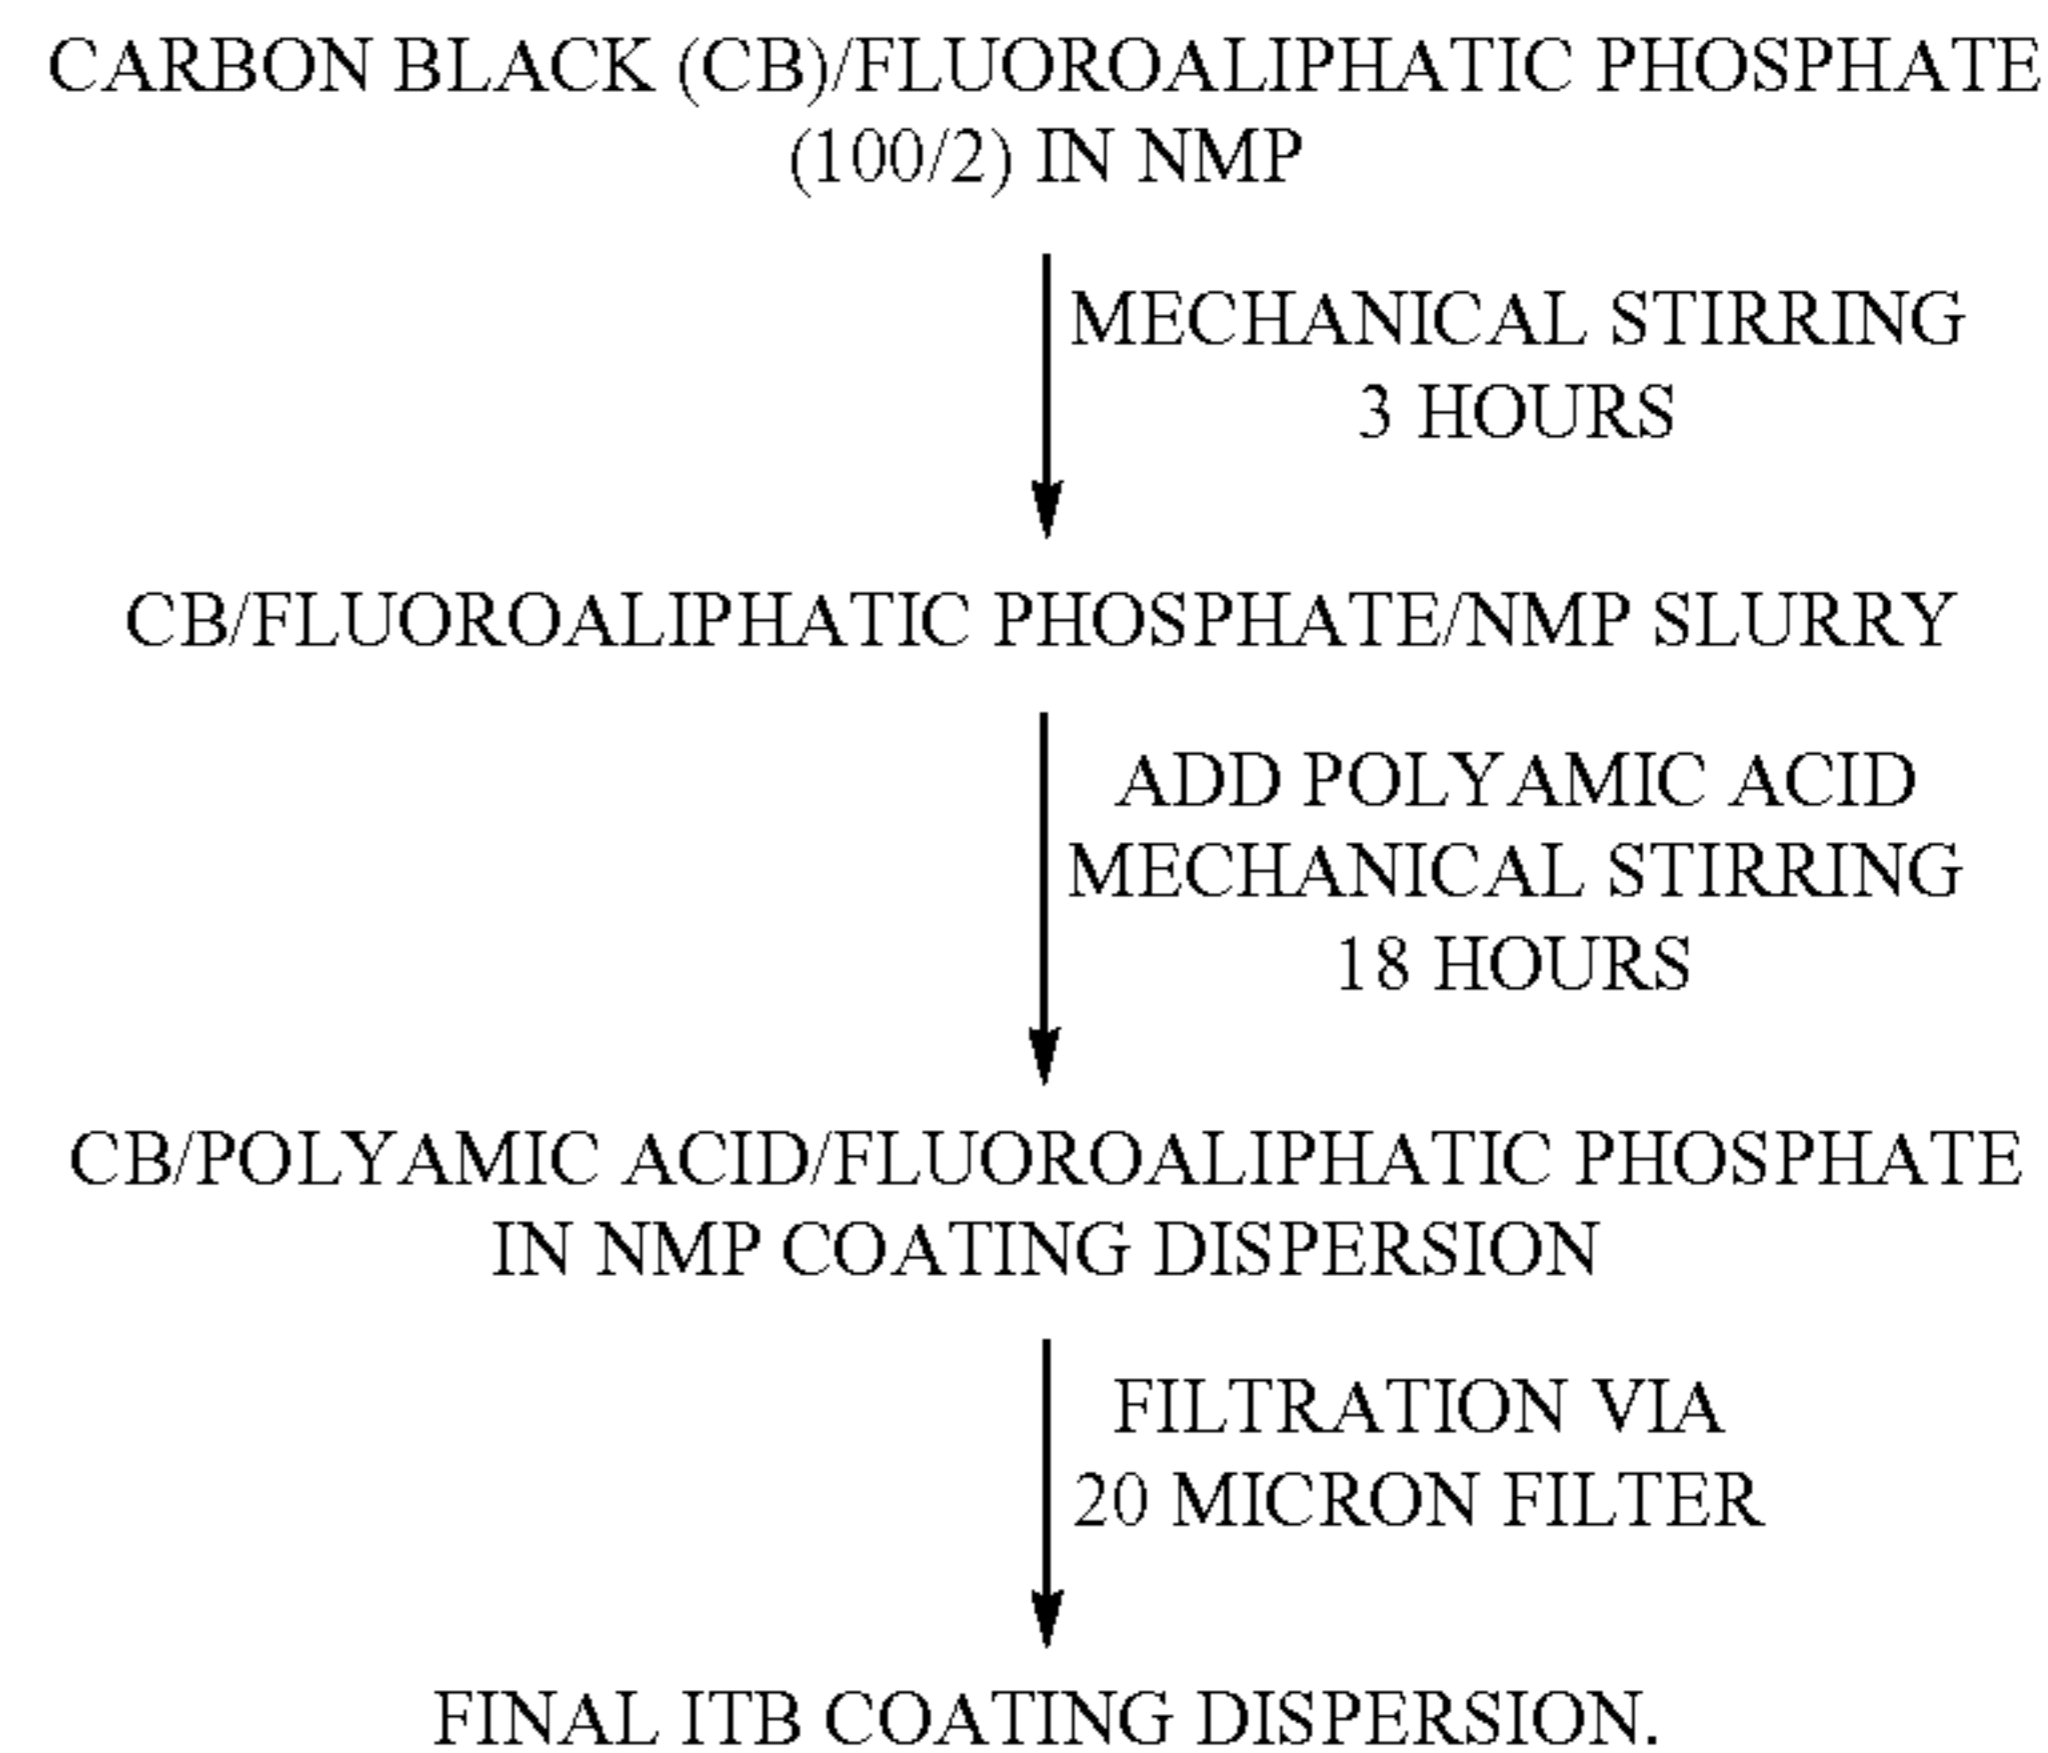 CARBON BLACK (CB)/FLUOROALIPHATIC PHOSPHATE
(100/2) IN NMP
MECHANICAL STIRRING
3 HOURS
CB/FLUOROALIPHATIC PHOSPHATE/NMP SLURRY
ADD POLYAMIC ACID
MECHANICAL STIRRING
18 HOURS
CB/POLYAMIC ACID/FLUOROALIPHATIC PHOSPHATE
IN NMP COATING DISPERSION
FILTRATION VIA
20 MICRON FILTER
FINAL ITB COATING DISPERSION.